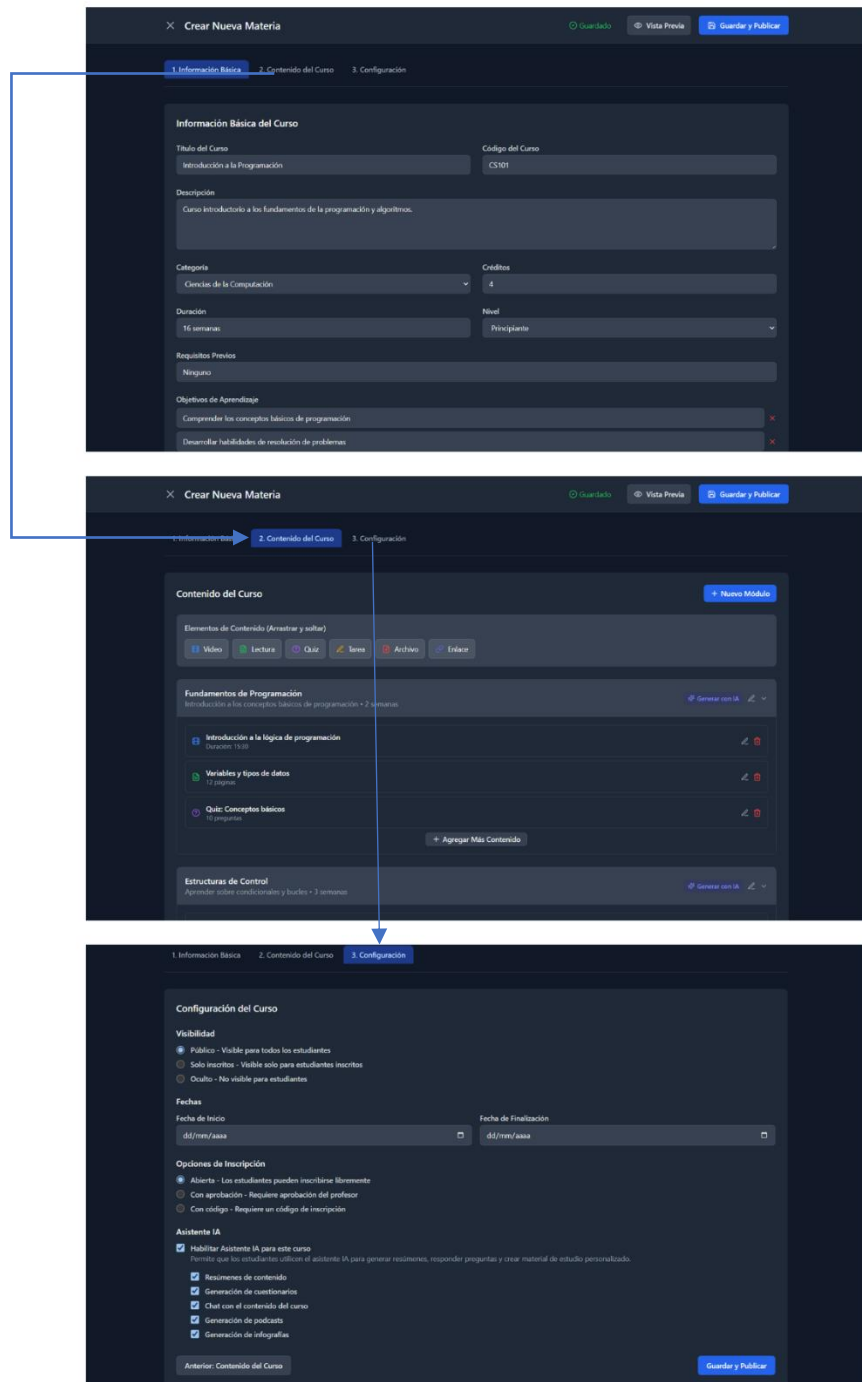 Crear Nueva Materia
Guardado
Vista Previa
Guardar y Publicar
1. Información Básica
2. Contenido del Curso
3. Configuración
Información Básica del Curso
Título del Curso
Código del Curso
Introducción a la Programación
CS101
Descripción
Curso introductorio a los fundamentos de la programación y algoritmos.
Categoría
Créditos
Ciencias de la Computación
4
Duración
Nivel
16 semanas
Principiante
Requisitos Previos
Ninguno
Objetivos de Aprendizaje
Comprender los conceptos básicos de programación
Desarrollar habilidades de resolución de problemas
Crear Nueva Materia
Guardado
Vista Previa
Guardar y Publicar
1. Información Básica
2. Contenido del Curso
3. Configuración
Contenido del Curso
+ Nuevo Módulo
Elementos de Contenido (Arrastrar y soltar)
Video
Lectura
Quiz
Tarea
Archivo
Enlace
Fundamentos de Programación
Introducción a los conceptos básicos de programación • 2 semanas
Generar con IA
Introducción a la lógica de programación
Duración: 15:30
Variables y tipos de datos
12 páginas
Quiz: Conceptos básicos
10 preguntas
+ Agregar Más Contenido
Estructuras de Control
Aprender sobre condicionales y bucles • 3 semanas
Generar con IA
1. Información Básica
2. Contenido del Curso
3. Configuración
Configuración del Curso
Visibilidad
Público - Visible para todos los estudiantes
Solo inscritos - Visible solo para estudiantes inscritos
Oculto - No visible para estudiantes
Fechas
Fecha de Inicio
Fecha de Finalización
dd/mm/aaaa
dd/mm/aaaa
Opciones de Inscripción
Abierta - Los estudiantes pueden inscribirse libremente
Con aprobación - Requiere aprobación del profesor
Con código - Requiere un código de inscripción
Asistente IA
Habilitar Asistente IA para este curso
Permite que los estudiantes utilicen el asistente IA para generar resúmenes, responder preguntas y crear material de estudio personalizado.
Resúmenes de contenido
Generación de cuestionarios
Chat con el contenido del curso
Generación de podcasts
Generación de infografías
Anterior: Contenido del Curso
Guardar y Publicar